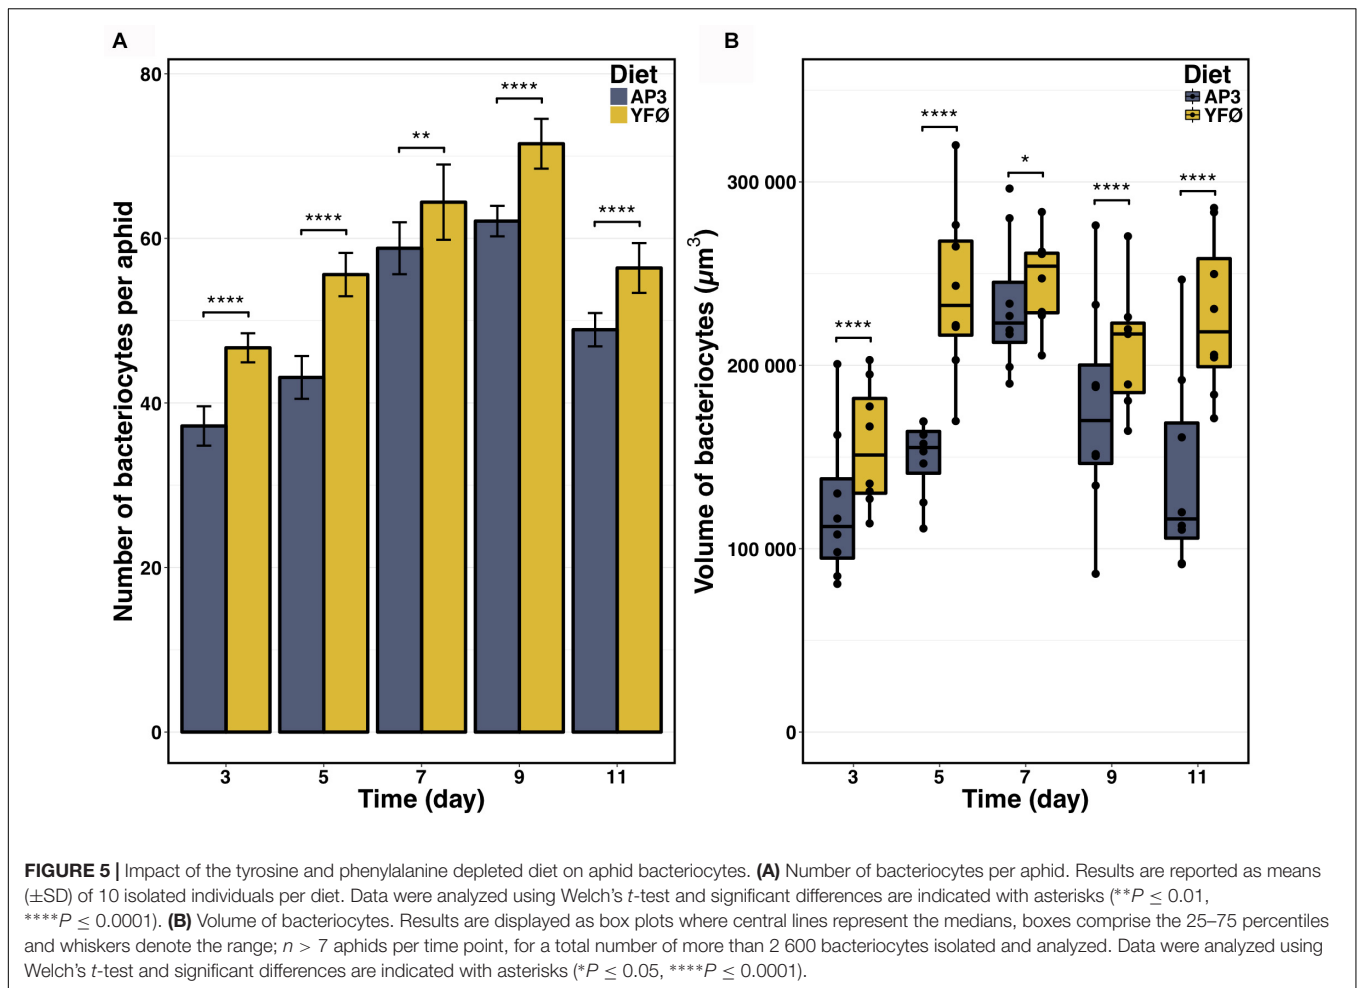 A
Number of bacteriocytes per aphid
80
60
40
20
0
****
****
**
****
****
Diet
AP3
YFØ
3 5 7 9 11
Time (day)
B
Volume of bacteriocytes (µm³)
300 000
200 000
100 000
0
****
****
*
****
****
Diet
AP3
YFØ
3 5 7 9 11
Time (day)
FIGURE 5 | Impact of the tyrosine and phenylalanine depleted diet on aphid bacteriocytes. (A) Number of bacteriocytes per aphid. Results are reported as means
(±SD) of 10 isolated individuals per diet. Data were analyzed using Welch's t-test and significant differences are indicated with asterisks (**P ≤ 0.01,
****P ≤ 0.0001). (B) Volume of bacteriocytes. Results are displayed as box plots where central lines represent the medians, boxes comprise the 25–75 percentiles
and whiskers denote the range; n > 7 aphids per time point, for a total number of more than 2 600 bacteriocytes isolated and analyzed. Data were analyzed using
Welch's t-test and significant differences are indicated with asterisks (*P ≤ 0.05, ****P ≤ 0.0001).